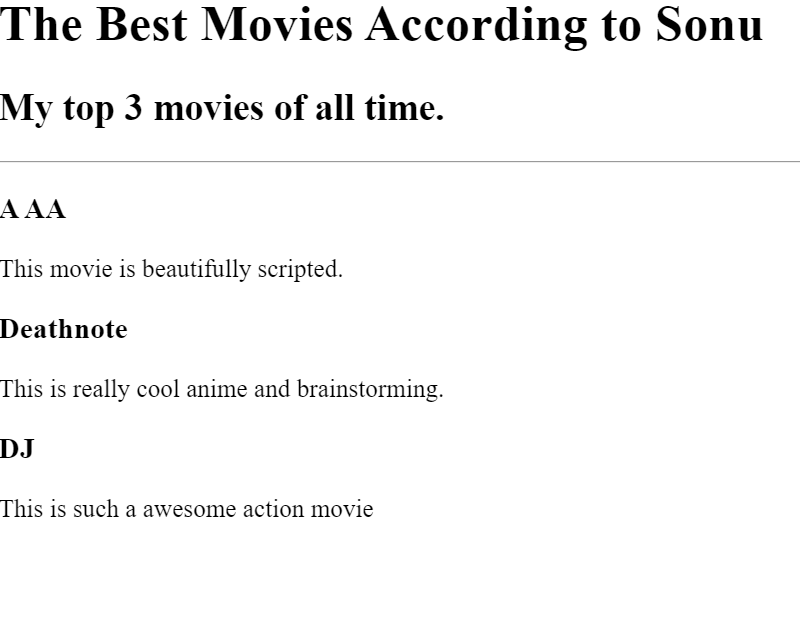 The Best Movies According to Sonu
My top 3 movies of all time.
A AA
This movie is beautifully scripted.
Deathnote
This is really cool anime and brainstorming.
DJ
This is such a awesome action movie